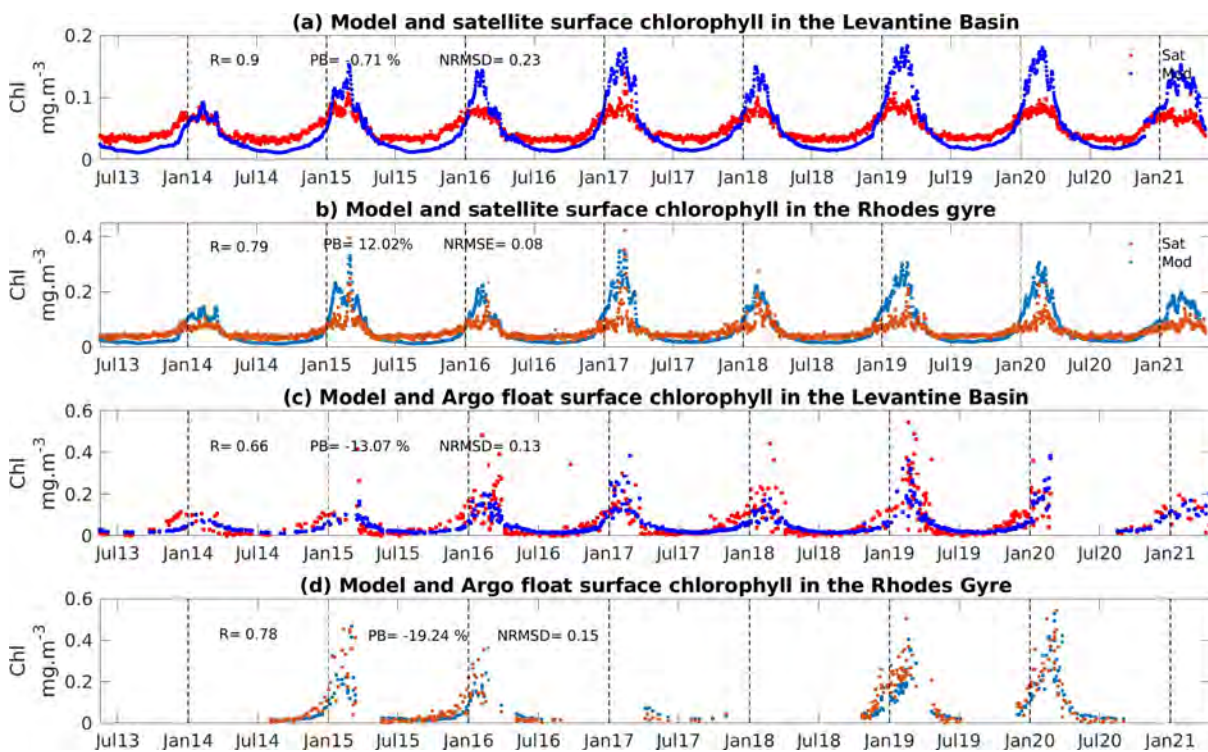 (a) Model and satellite surface chlorophyll in the Levantine Basin
0.2
R= 0.9 PB= -0.71 % NRMSD= 0.23
Sat
Mod
Chl
mg.m-3
0.1
0
Jul13 Jan14 Jul14 Jan15 Jul15 Jan16 Jul16 Jan17 Jul17 Jan18 Jul18 Jan19 Jul19 Jan20 Jul20 Jan21
b) Model and satellite surface chlorophyll in the Rhodes gyre
0.4
R= 0.79 PB= 12.02% NRMSE= 0.08
Sat
Mod
Chl
mg.m-3
0.2
0
Jul13 Jan14 Jul14 Jan15 Jul15 Jan16 Jul16 Jan17 Jul17 Jan18 Jul18 Jan19 Jul19 Jan20 Jul20 Jan21
(c) Model and Argo float surface chlorophyll in the Levantine Basin
0.6
R= 0.66 PB= -13.07 % NRMSD= 0.13
Chl
mg.m-3
0.4
0.2
0
Jul13 Jan14 Jul14 Jan15 Jul15 Jan16 Jul16 Jan17 Jul17 Jan18 Jul18 Jan19 Jul19 Jan20 Jul20 Jan21
(d) Model and Argo float surface chlorophyll in the Rhodes Gyre
0.6
R= 0.78 PB= -19.24 % NRMSD= 0.15
Chl
mg.m-3
0.4
0.2
0
Jul13 Jan14 Jul14 Jan15 Jul15 Jan16 Jul16 Jan17 Jul17 Jan18 Jul18 Jan19 Jul19 Jan20 Jul20 Jan21